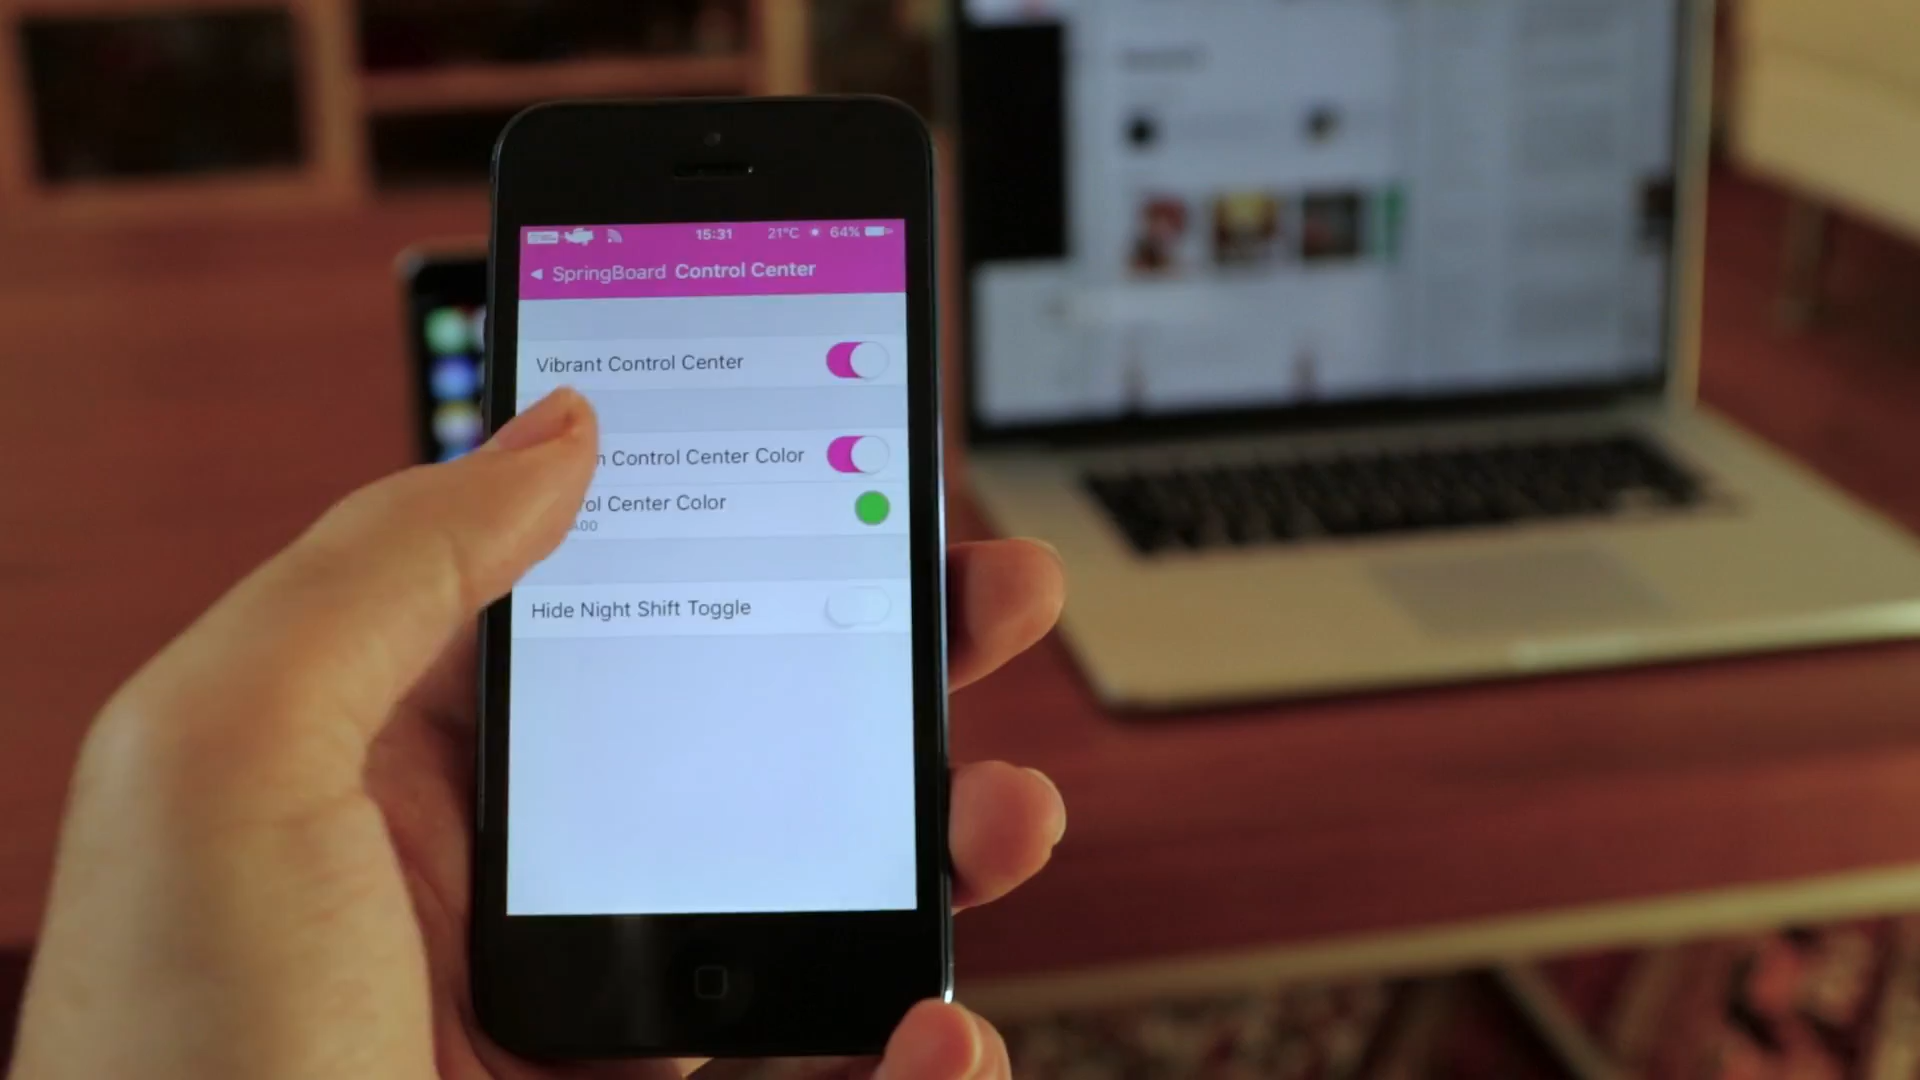 15:31 21°C 64%
SpringBoard Control Center
Vibrant Control Center
Control Center Color
Center Color
Hide Night Shift Toggle